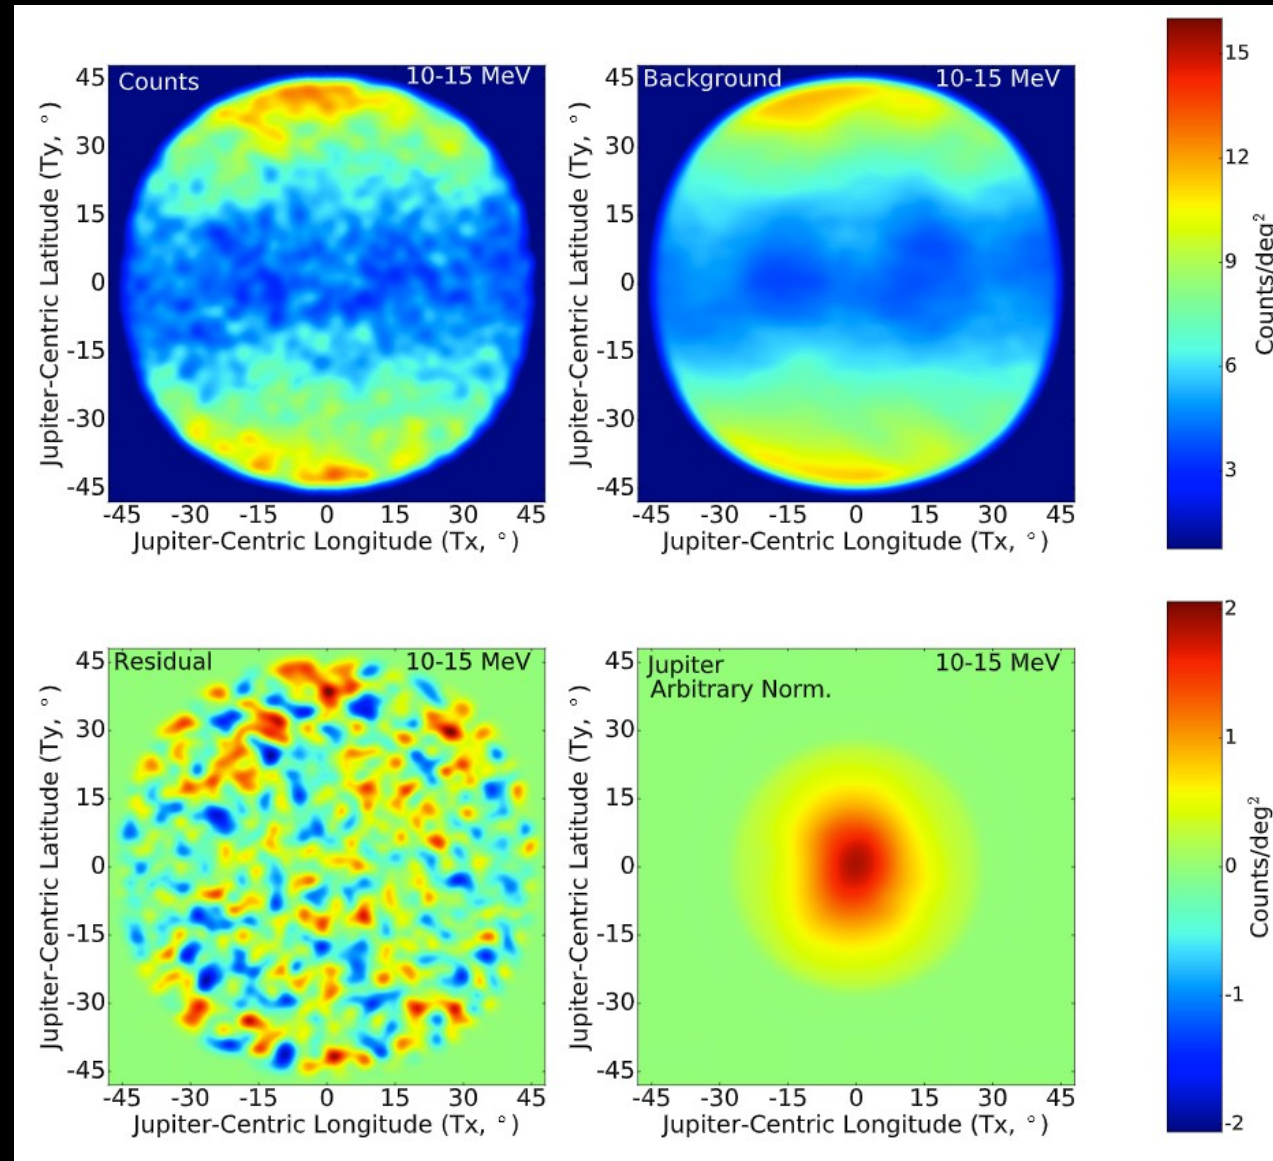 Counts 10-15 MeV
45
30
15
0
-15
-30
-45
Jupiter-Centric Latitude (Ty, °)
-45 -30 -15 0 15 30 45
Jupiter-Centric Longitude (Tx, °)
Background 10-15 MeV
45
30
15
0
-15
-30
-45
Jupiter-Centric Latitude (Ty, °)
-45 -30 -15 0 15 30 45
Jupiter-Centric Longitude (Tx, °)
15
12
9
6
3
Counts/deg²
Residual 10-15 MeV
45
30
15
0
-15
-30
-45
Jupiter-Centric Latitude (Ty, °)
-45 -30 -15 0 15 30 45
Jupiter-Centric Longitude (Tx, °)
Jupiter 10-15 MeV
Arbitrary Norm.
45
30
15
0
-15
-30
-45
Jupiter-Centric Latitude (Ty, °)
-45 -30 -15 0 15 30 45
Jupiter-Centric Longitude (Tx, °)
2
1
0
-1
-2
Counts/deg²